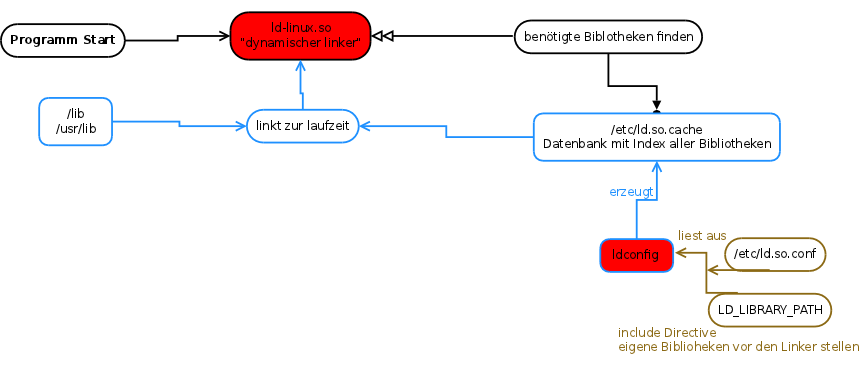 Programm Start
ld-linux.so
"dynamischer linker"
benötigte Biblotheken finden
/lib
/usr/lib
linkt zur laufzeit
/etc/ld.so.cache
Datenbank mit Index aller Bibliotheken
erzeugt
liest aus
ldconfig
/etc/ld.so.conf
LD_LIBRARY_PATH
include Directive
eigene Biblioheken vor den Linker stellen